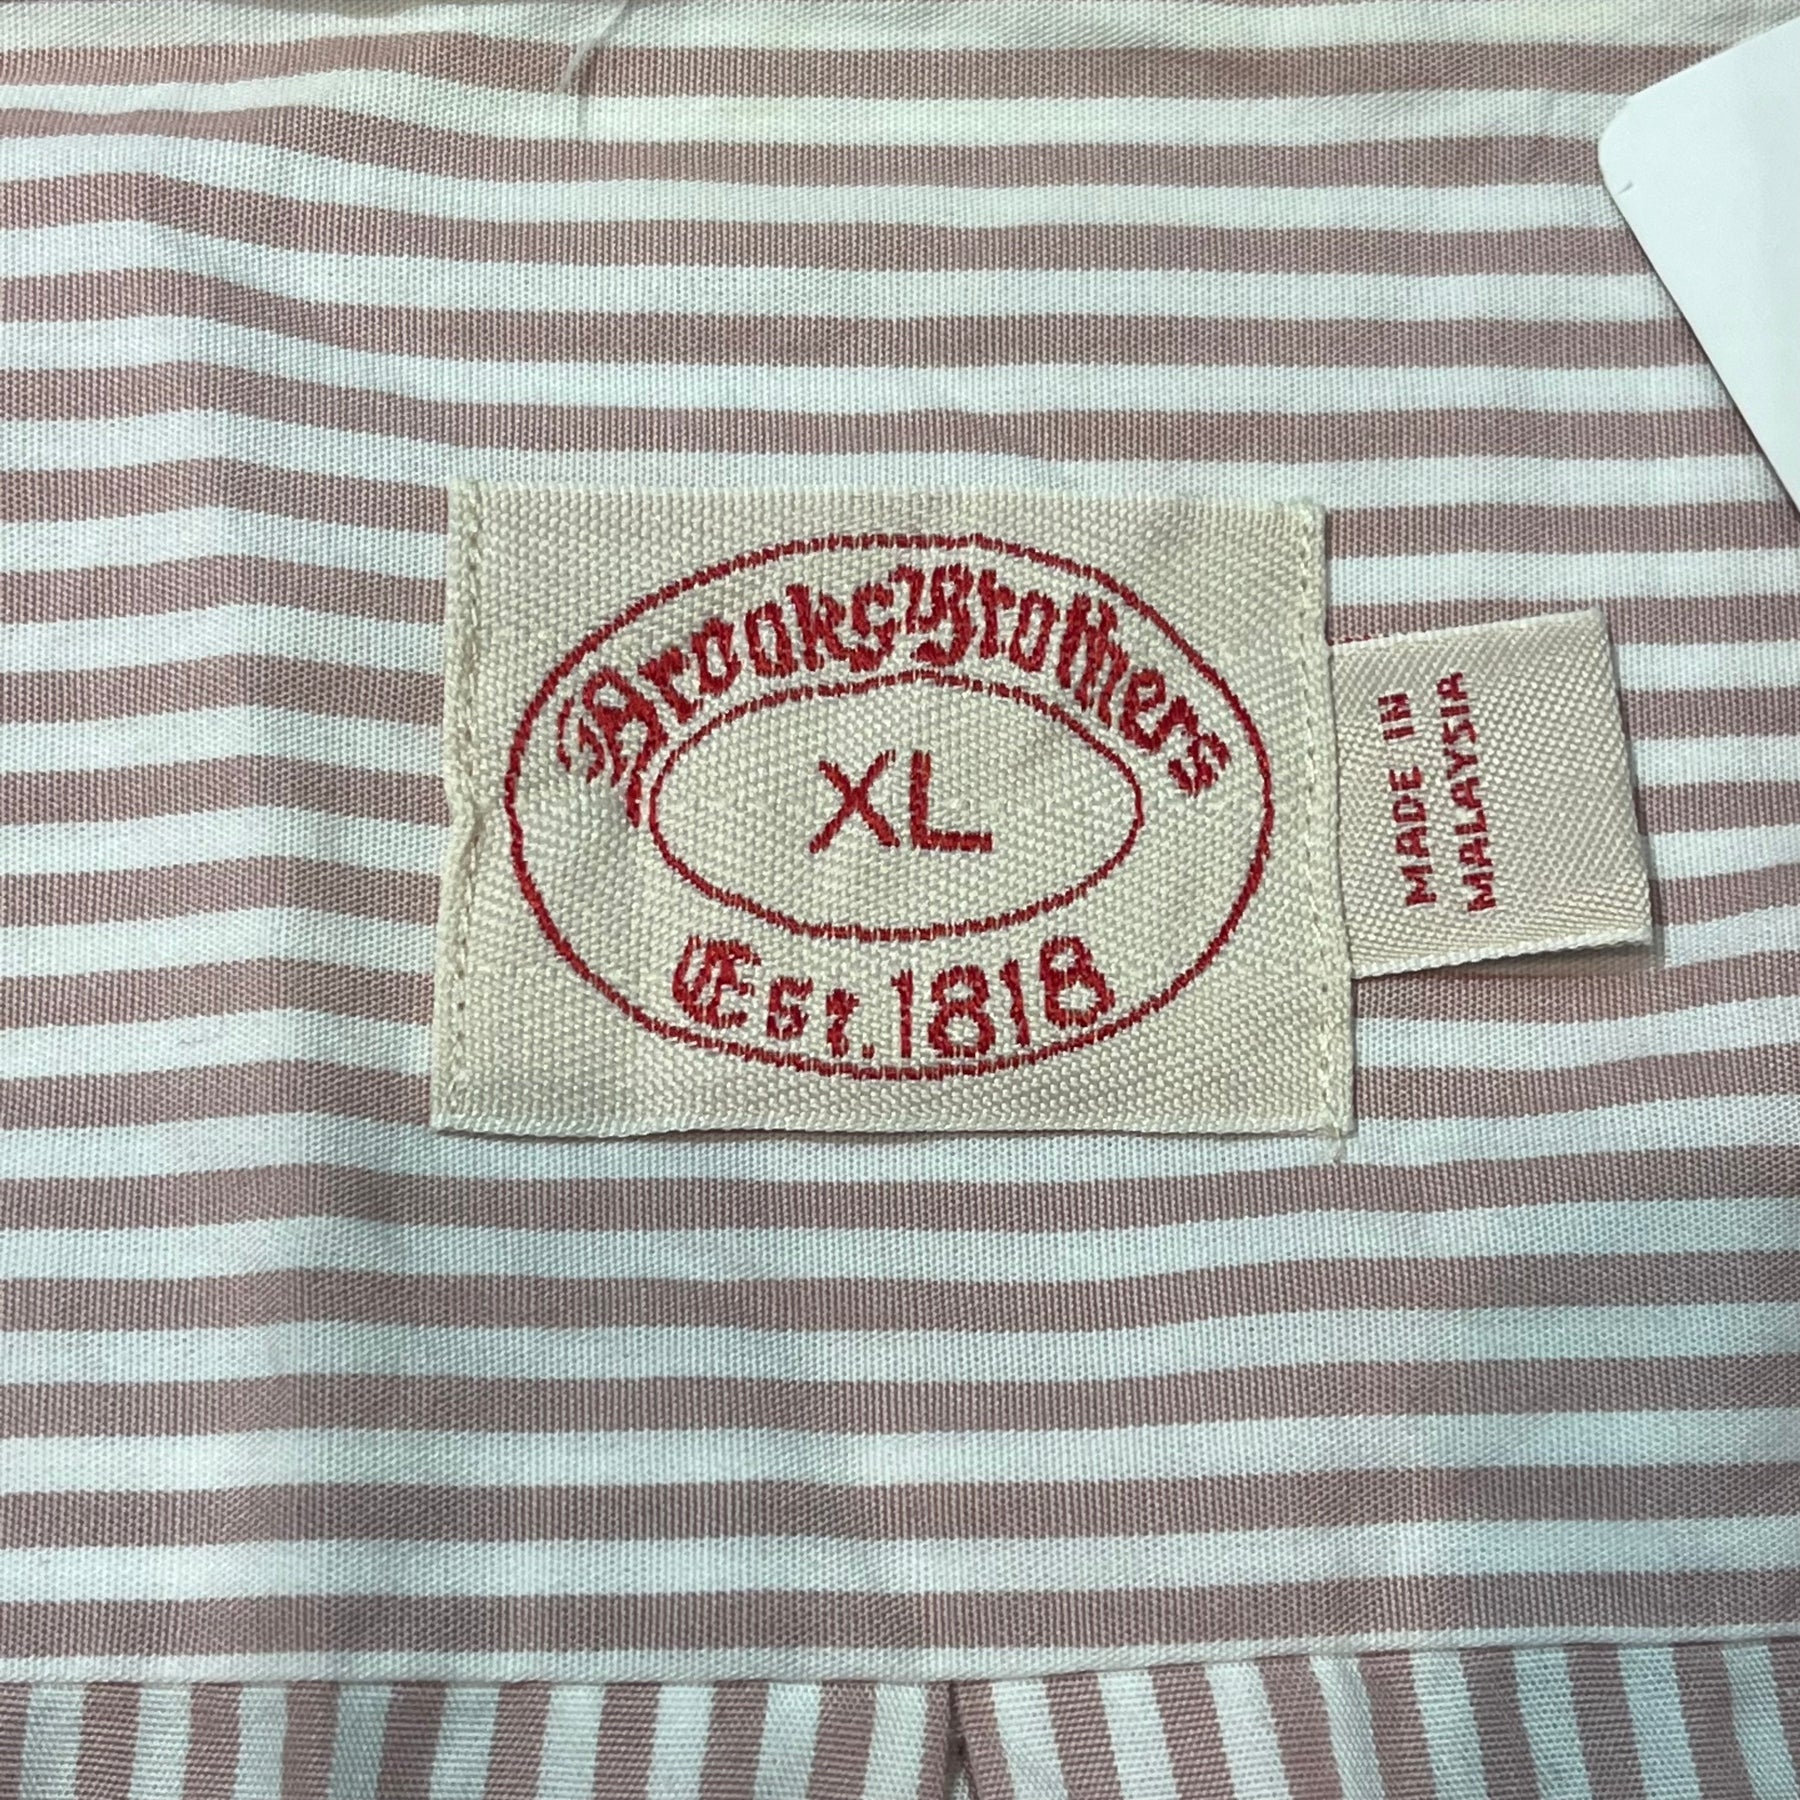 Brooks Brothers
XL
Est. 1818
MADE IN
MALAYSIA